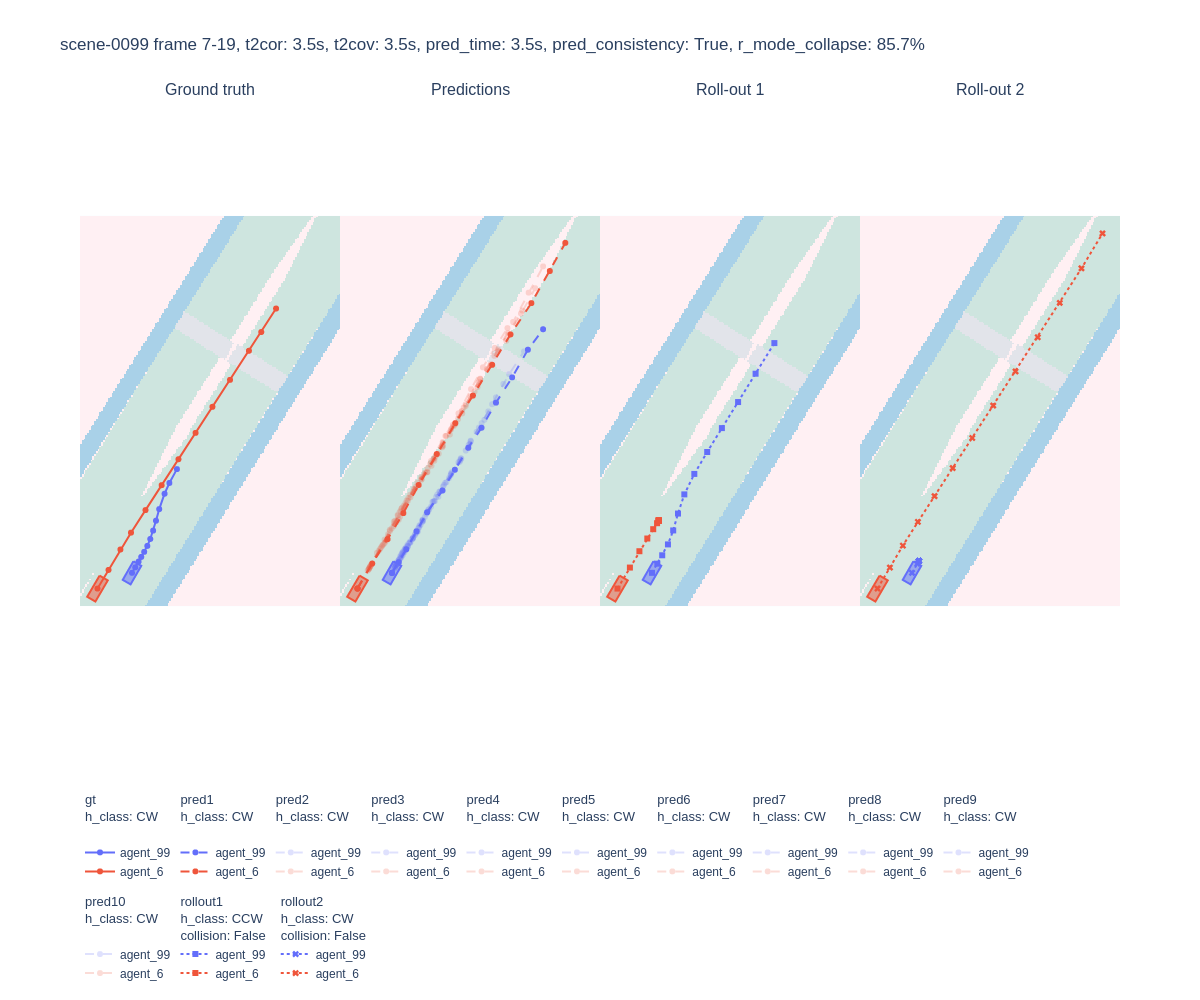 scene-0099 frame 7-19, t2cor: 3.5s, t2cov: 3.5s, pred_time: 3.5s, pred_consistency: True, r_mode_collapse: 85.7%
Ground truth
Predictions
Roll-out 1
Roll-out 2
gt pred1 pred2 pred3 pred4 pred5 pred6 pred7 pred8 pred9
h_class: CW h_class: CW h_class: CW h_class: CW h_class: CW h_class: CW h_class: CW h_class: CW h_class: CW h_class: CW
agent_99 agent_99 agent_99 agent_99 agent_99 agent_99 agent_99 agent_99 agent_99 agent_99
agent_6 agent_6 agent_6 agent_6 agent_6 agent_6 agent_6 agent_6 agent_6 agent_6
pred10 rollout1 rollout2
h_class: CW h_class: CCW h_class: CW
collision: False collision: False
agent_99 agent_99 agent_99
agent_6 agent_6 agent_6